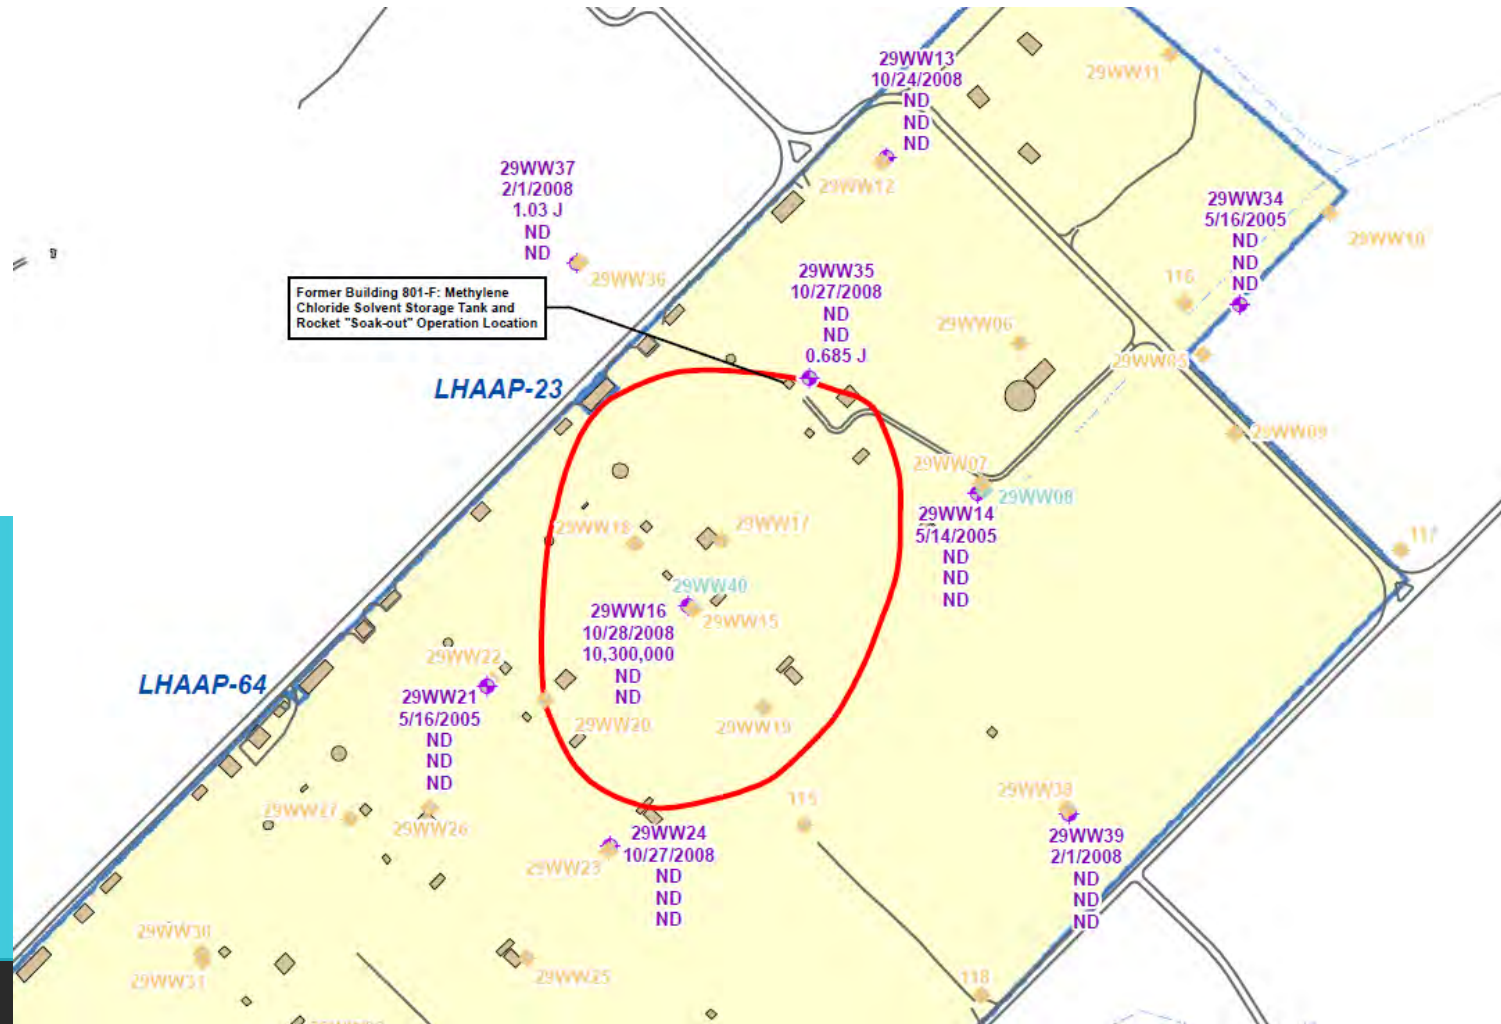 29WW13
10/24/2008
ND
ND
ND
29WW11
29WW12
29WW37
2/1/2008
1.03 J
ND
ND
29WW36
29WW34
5/16/2005
ND
ND
ND
29WW10
116
29WW35
10/27/2008
ND
ND
0.685 J
Former Building 801-F: Methylene
Chloride Solvent Storage Tank and
Rocket "Soak-out" Operation Location
29WW06
29WW05
LHAAP-23
29WW09
29WW07
29WW08
29WW14
5/14/2005
ND
ND
ND
29WW18
29WW17
117
29WW40
29WW16
10/28/2008
10,300,000
ND
ND
29WW15
29WW22
LHAAP-64
29WW21
5/16/2005
ND
ND
ND
29WW20
29WW19
29WW27
29WW26
115
29WW38
29WW39
2/1/2008
ND
ND
ND
29WW24
10/27/2008
ND
ND
ND
29WW23
29WW30
29WW31
29WW25
118